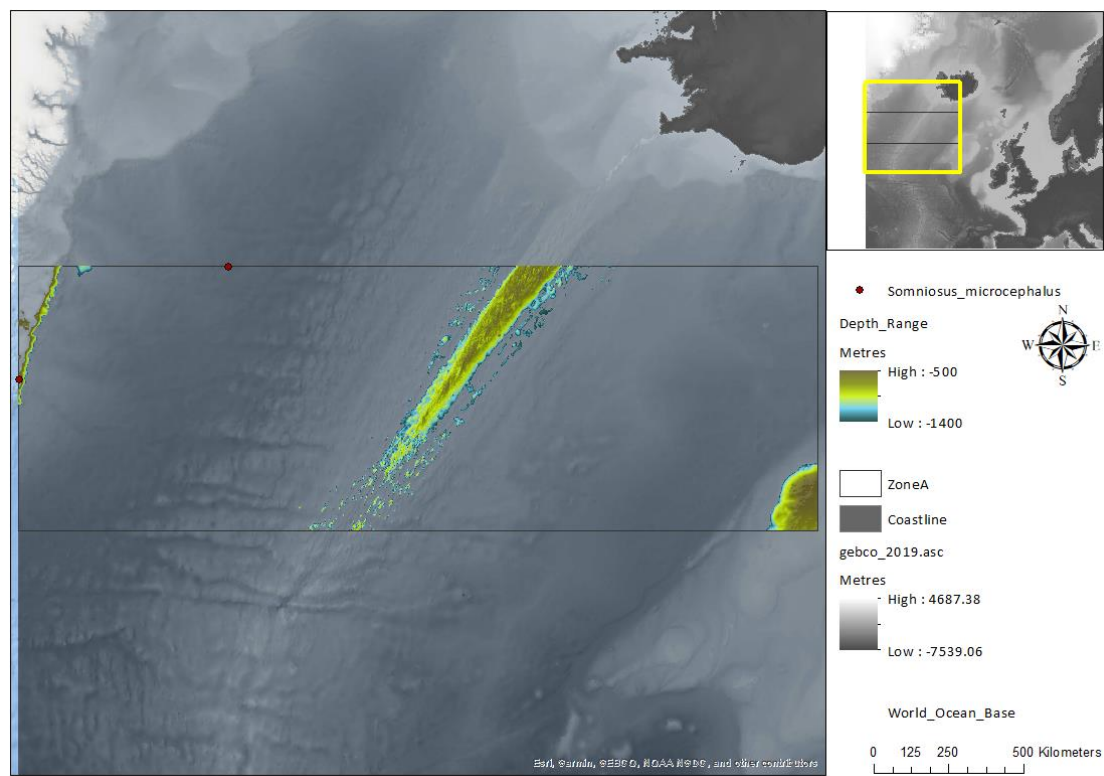 Somniosus_microcephalus
N
W E
S
Depth_Range
Metres
High : -500
Low : -1400
ZoneA
Coastline
gebco_2019.asc
Metres
High : 4687.38
Low : -7539.06
World_Ocean_Base
0 125 250 500 Kilometers
Esri, Garmin, GEBCO, NOAA NGDC, and other contributors